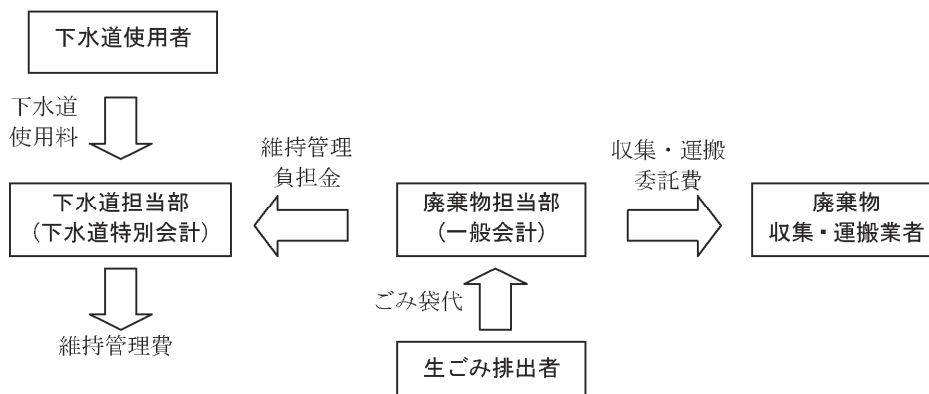 下水道使用者
下水道
使用料
維持管理
負担金
収集・運搬
委託費
下水道担当部
(下水道特別会計)
廃棄物担当部
(一般会計)
廃棄物
収集・運搬業者
ごみ袋代
維持管理費
生ごみ排出者